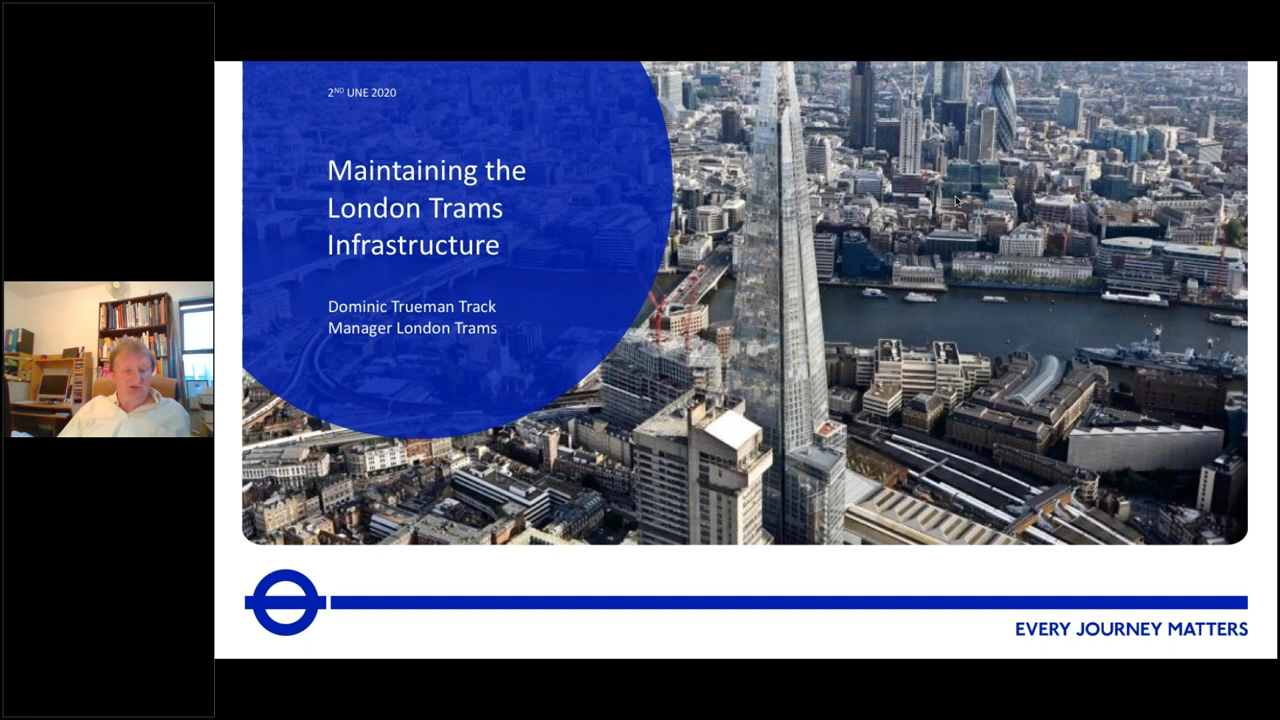 2ND UNE 2020
Maintaining the
London Trams
Infrastructure
Dominic Trueman Track
Manager London Trams
EVERY JOURNEY MATTERS